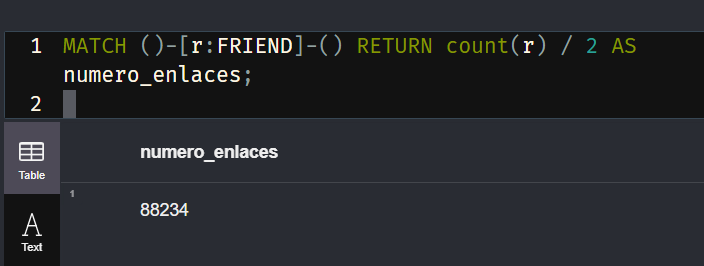 1 MATCH ()-[r:FRIEND]-() RETURN count(r) / 2 AS
numero_enlaces;
2
numero_enlaces
Table
1
88234
A
Text